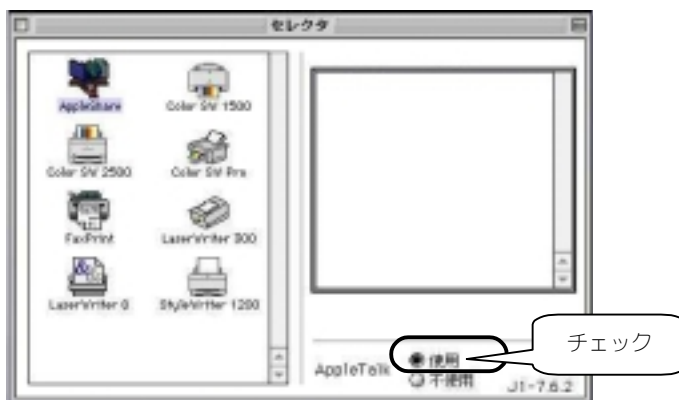 セレクタ
AppleShare
Color SW 1500
Color SW 2500
Color SW Pro
FaxPrint
LaserWriter 300
LaserWriter 8
StyleWriter 1200
AppleTalk
使用
不使用
J1-7.6.2
チェック